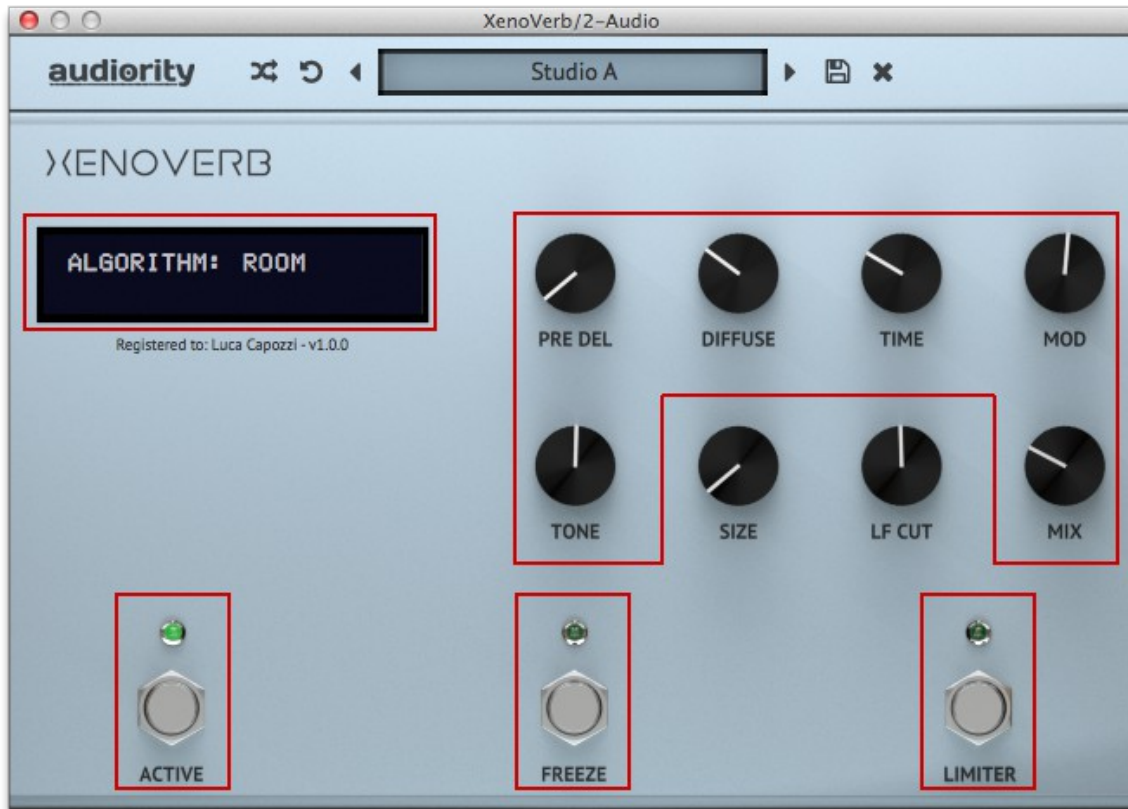 XenoVerb/2-Audio
audiority
Studio A
XENOVERB
ALGORITHM: ROOM
Registered to: Luca Capozzi - v1.0.0
PRE DEL DIFFUSE TIME MOD
TONE SIZE LF CUT MIX
ACTIVE FREEZE LIMITER